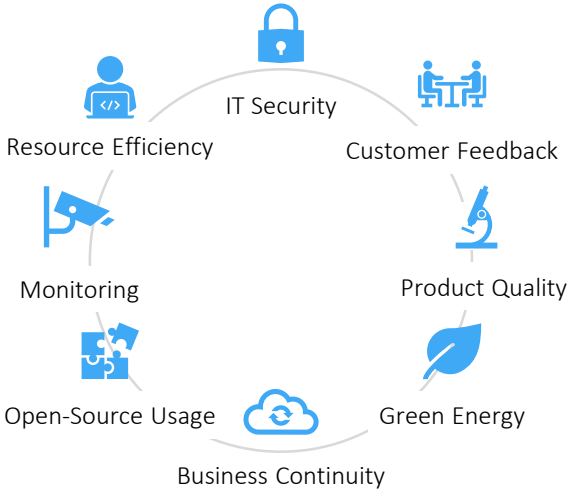 IT Security
Resource Efficiency
Customer Feedback
</>
Monitoring
Product Quality
Open-Source Usage
Green Energy
Business Continuity